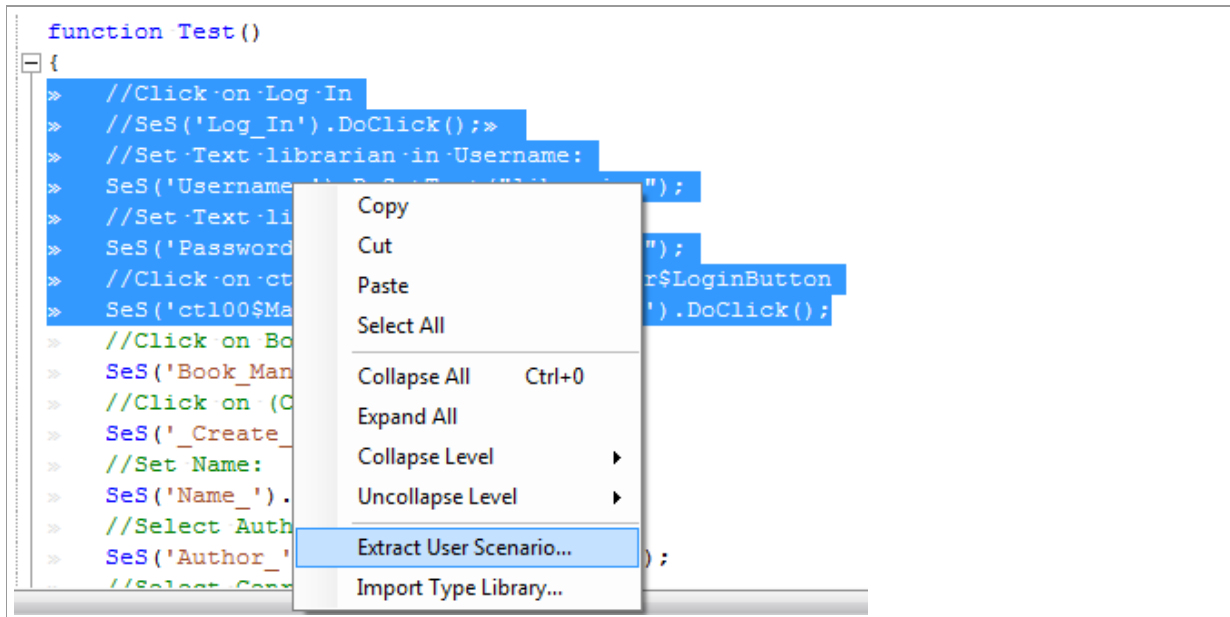 function Test()
{
//Click on Log In
//SeS('Log_In').DoClick();
//Set Text librarian in Username:
SeS('Username ");
//Set Text li
SeS('Password ");
//Click on ct r$LoginButton
SeS('ctl00$Ma ').DoClick();
//Click on Bo
SeS('Book_Man
//Click on (C
SeS('_Create_
//Set Name:
SeS('Name_').
//Select Auth
SeS('Author_' );
//Select
Copy
Cut
Paste
Select All
Collapse All Ctrl+0
Expand All
Collapse Level
Uncollapse Level
Extract User Scenario...
Import Type Library...